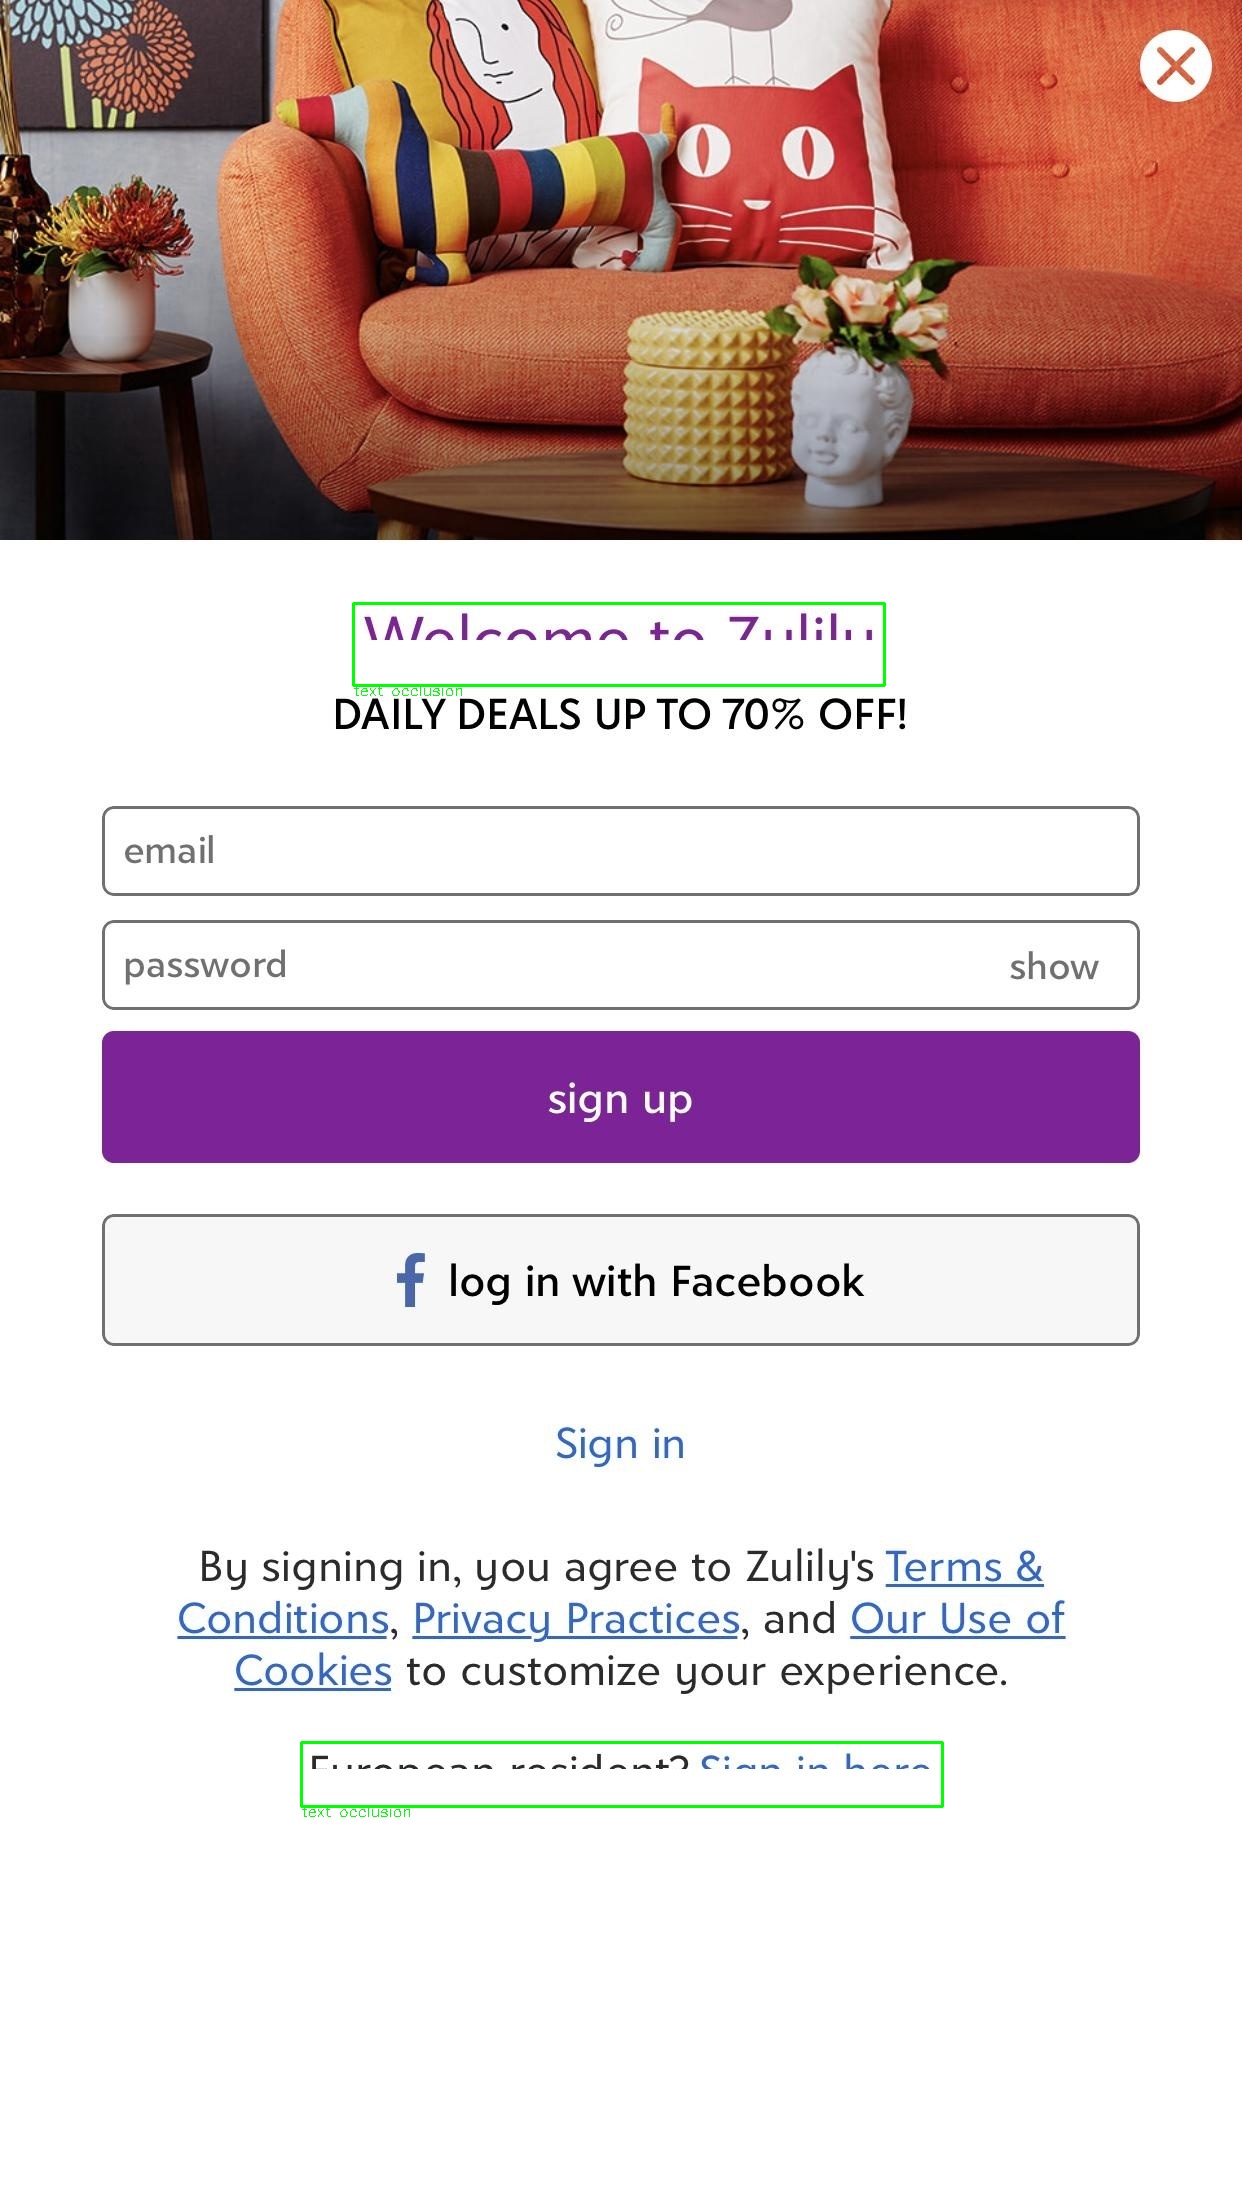 Welcome to Zulily
text occlusion
DAILY DEALS UP TO 70% OFF!
email
password show
sign up
log in with Facebook
Sign in
By signing in, you agree to Zulily's Terms &
Conditions, Privacy Practices, and Our Use of
Cookies to customize your experience.
European resident? Sign in here
text occlusion